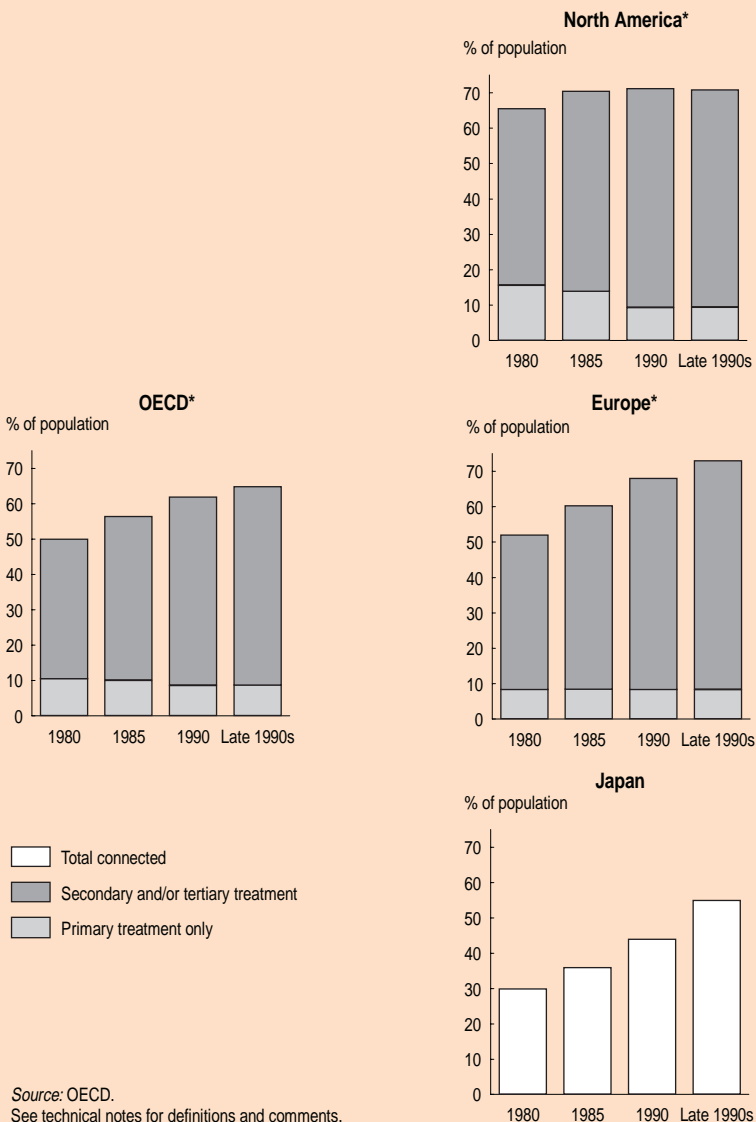 North America*
% of population
70
60
50
40
30
20
10
0
1980 1985 1990 Late 1990s
OECD*
% of population
70
60
50
40
30
20
10
0
1980 1985 1990 Late 1990s
Europe*
% of population
70
60
50
40
30
20
10
0
1980 1985 1990 Late 1990s
Total connected
Secondary and/or tertiary treatment
Primary treatment only
Japan
% of population
70
60
50
40
30
20
10
0
1980 1985 1990 Late 1990s
Source: OECD.
See technical notes for definitions and comments.